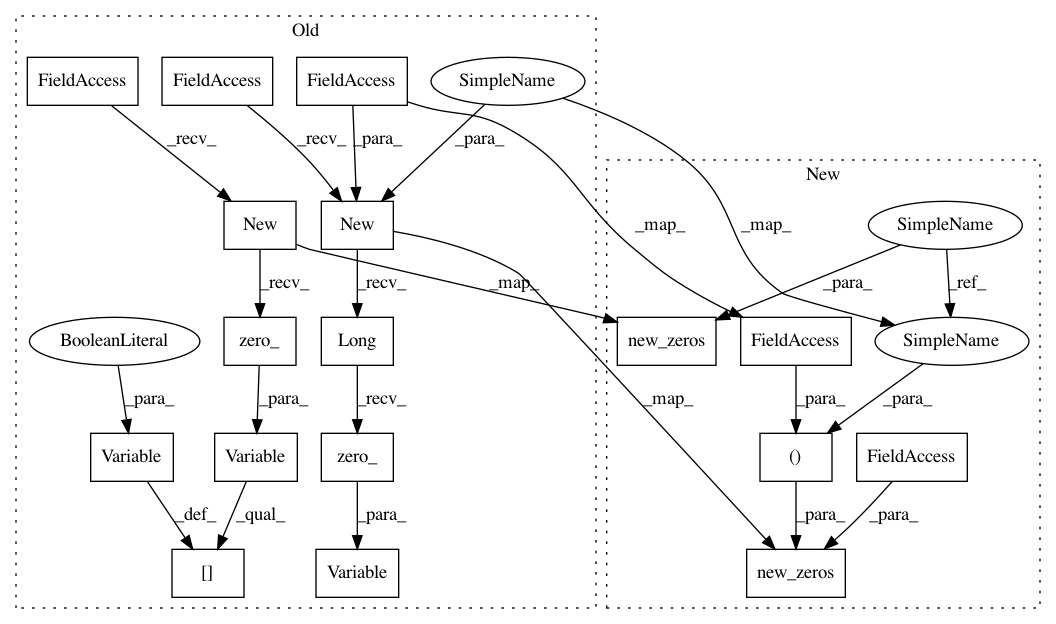 Old
FieldAccess
FieldAccess
FieldAccess
SimpleName
_recv_
_recv_
_para_
_para_
New
New
New
SimpleName
_map_
_map_
_recv_
_recv_
_map_
_para_
_ref_
BooleanLiteral
zero_
Long
new_zeros
FieldAccess
SimpleName
_para_
_para_
_recv_
_map_
_para_
_para_
Variable
Variable
zero_
()
FieldAccess
_def_
_qual_
_para_
_para_
_para_
[]
Variable
new_zeros